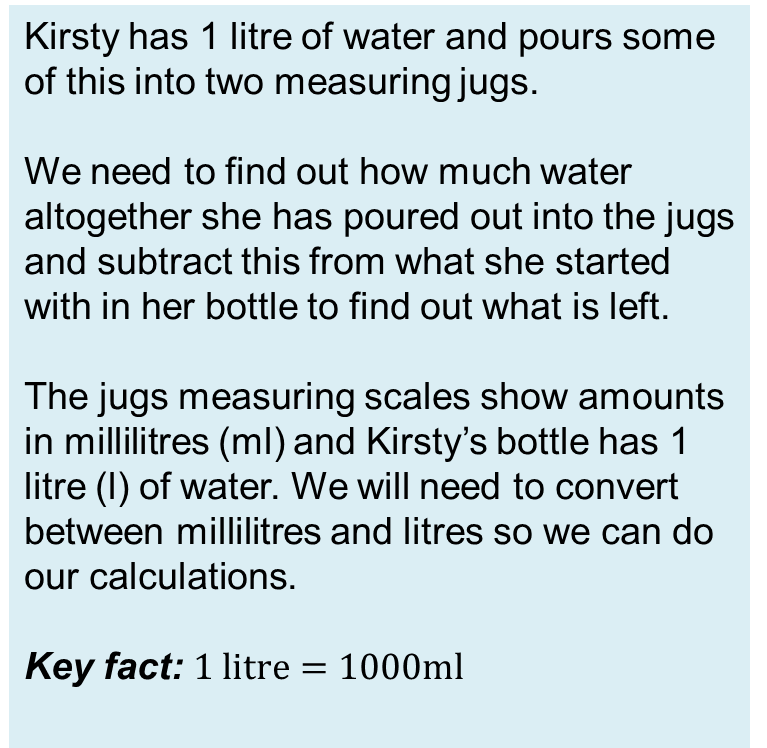 Kirsty has 1 litre of water and pours some
of this into two measuring jugs.
We need to find out how much water
altogether she has poured out into the jugs
and subtract this from what she started
with in her bottle to find out what is left.
The jugs measuring scales show amounts
in millilitres (ml) and Kirsty’s bottle has 1
litre (l) of water. We will need to convert
between millilitres and litres so we can do
our calculations.
Key fact: 1 litre = 1000ml